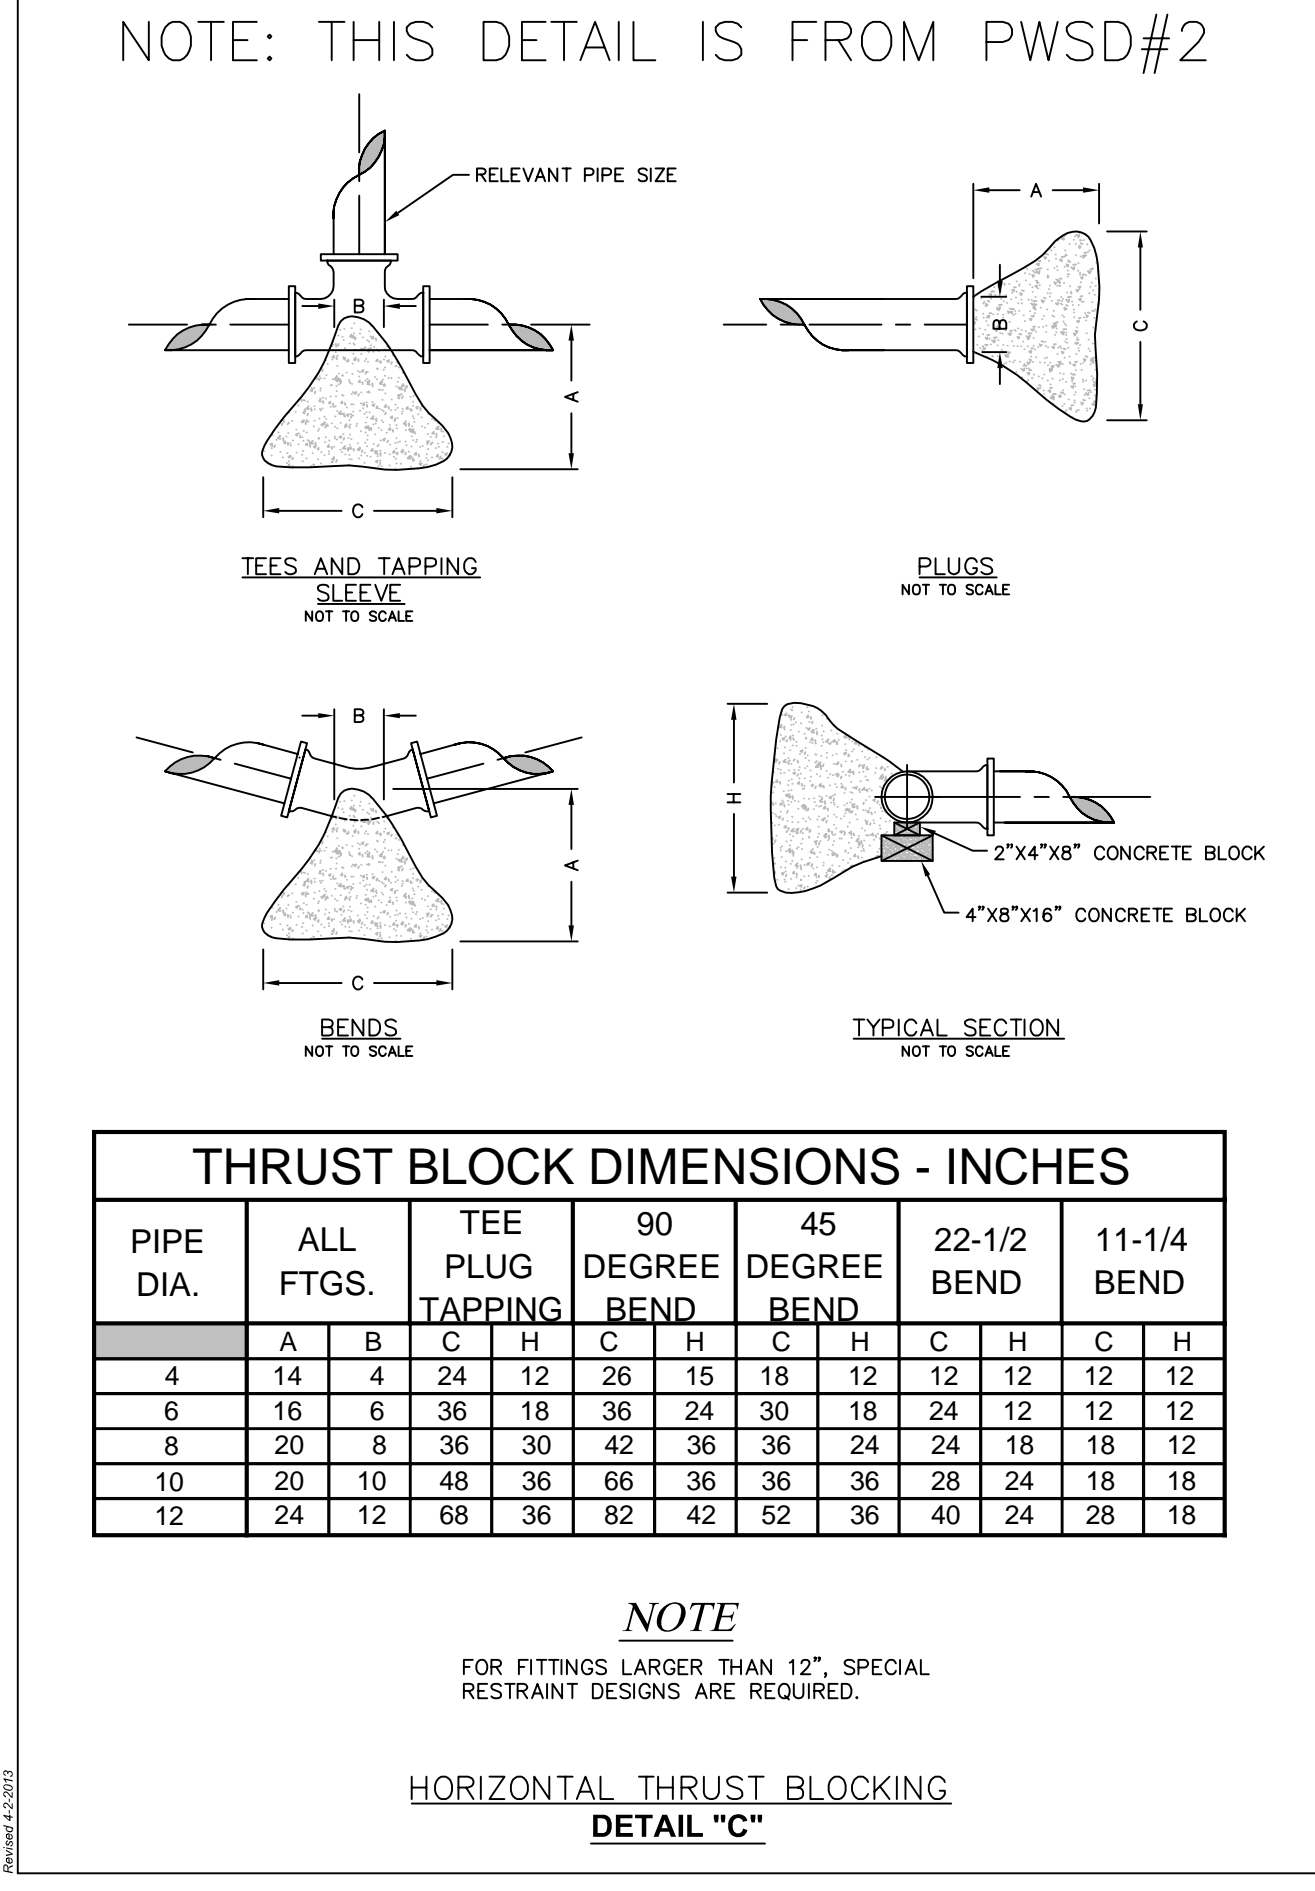 NOTE: THIS DETAIL IS FROM PWSD#2
RELEVANT PIPE SIZE
B
A
C
TEES AND TAPPING
SLEEVE
NOT TO SCALE
A
B
C
PLUGS
NOT TO SCALE
B
A
C
BENDS
NOT TO SCALE
H
2"X4"X8" CONCRETE BLOCK
4"X8"X16" CONCRETE BLOCK
TYPICAL SECTION
NOT TO SCALE
THRUST BLOCK DIMENSIONS - INCHES
PIPE
DIA.
ALL
FTGS.
TEE
PLUG
TAPPING
90
DEGREE
BEND
45
DEGREE
BEND
22-1/2
BEND
11-1/4
BEND
A B C H C H C H C H C H
4 14 4 24 12 26 15 18 12 12 12 12 12
6 16 6 36 18 36 24 30 18 24 12 12 12
8 20 8 36 30 42 36 36 24 24 18 18 12
10 20 10 48 36 66 36 36 36 28 24 18 18
12 24 12 68 36 82 42 52 36 40 24 28 18
NOTE
FOR FITTINGS LARGER THAN 12", SPECIAL
RESTRAINT DESIGNS ARE REQUIRED.
HORIZONTAL THRUST BLOCKING
DETAIL "C"
Revised 4-2-2013